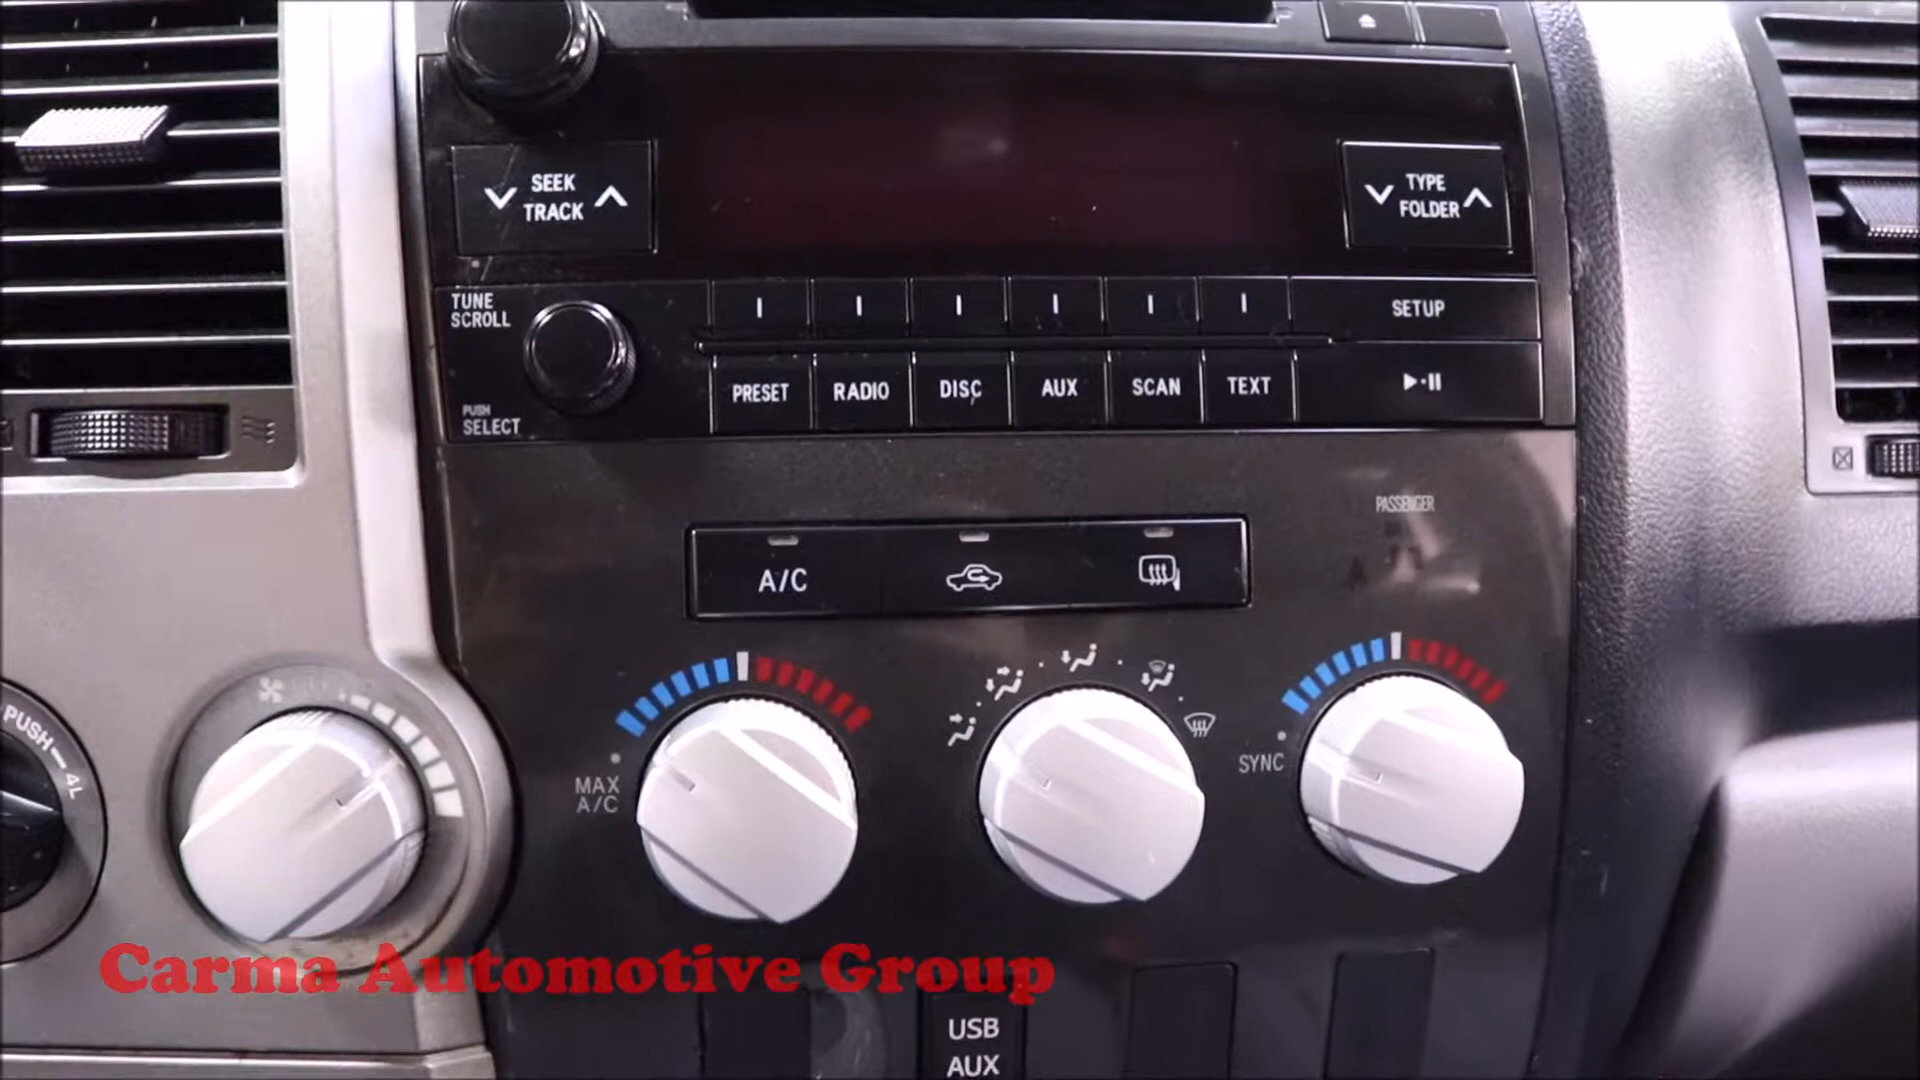 SEEK
TRACK
TYPE
FOLDER
TUNE
SCROLL
SETUP
PUSH
SELECT
PRESET
RADIO
DISC
AUX
SCAN
TEXT
PASSENGER
A/C
PUSH
4L
MAX
A/C
SYNC
Carma Automotive Group
USB
AUX